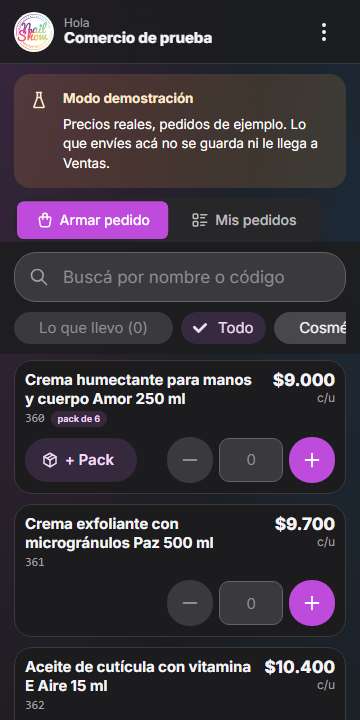 Nail
Show
Hola
Comercio de prueba
Modo demostración
Precios reales, pedidos de ejemplo. Lo
que envíes acá no se guarda ni le llega a
Ventas.
Armar pedido
Mis pedidos
Buscá por nombre o código
Lo que llevo (0)
Todo
Cosmé
Crema humectante para manos
y cuerpo Amor 250 ml
$9.000
c/u
360
pack de 6
+ Pack
0
Crema exfoliante con
microgránulos Paz 500 ml
$9.700
c/u
361
0
Aceite de cutícula con vitamina
E Aire 15 ml
$10.400
c/u
362